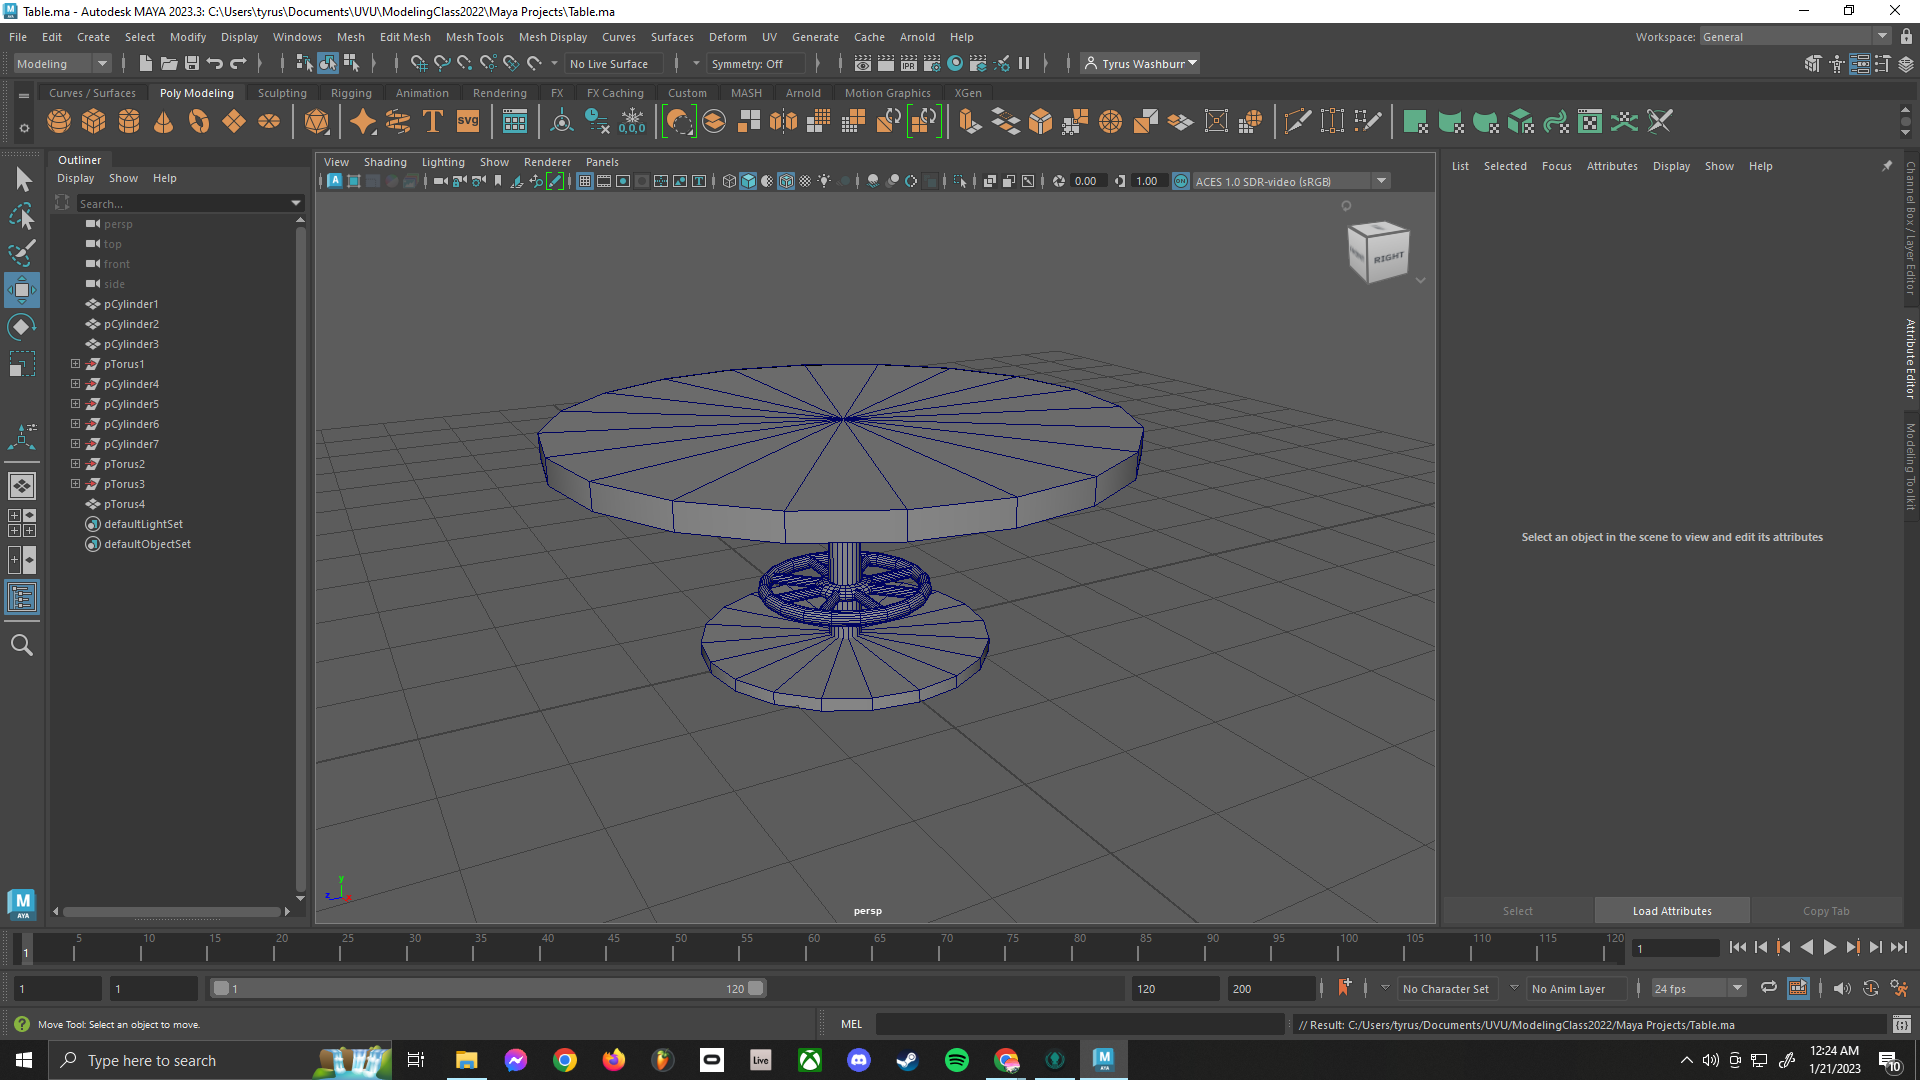 Table.ma - Autodesk MAYA 2023.3: C:\Users\tyrus\Documents\UVU\ModelingClass2022\Maya Projects\Table.ma
File Edit Create Select Modify Display Windows Mesh Edit Mesh Mesh Tools Mesh Display Curves Surfaces Deform UV Generate Cache Arnold Help
Workspace: General
Modeling No Live Surface Symmetry: Off IPR Tyrus Washburr
Curves / Surfaces Poly Modeling Sculpting Rigging Animation Rendering FX FX Caching Custom MASH Arnold Motion Graphics XGen
T svg 0,0,0
Outliner
Display Show Help
Search...
persp
top
front
side
pCylinder1
pCylinder2
pCylinder3
pTorus1
pCylinder4
pCylinder5
pCylinder6
pCylinder7
pTorus2
pTorus3
pTorus4
defaultLightSet
defaultObjectSet
View Shading Lighting Show Renderer Panels
0.00 1.00 ACES 1.0 SDR-video (sRGB)
RIGHT
y
z
x
persp
List Selected Focus Attributes Display Show Help
Select an object in the scene to view and edit its attributes
Select Load Attributes Copy Tab
Channel Box / Layer Editor
Attribute Editor
Modeling Toolkit
M
AYA
1 5 10 15 20 25 30 35 40 45 50 55 60 65 70 75 80 85 90 95 100 105 110 115 120 1
1 1 1 120 120 200 No Character Set No Anim Layer 24 fps
Move Tool: Select an object to move.
MEL
// Result: C:/Users/tyrus/Documents/UVU/ModelingClass2022/Maya Projects/Table.ma
Type here to search
Live
M
AYA
12:24 AM
1/21/2023
10